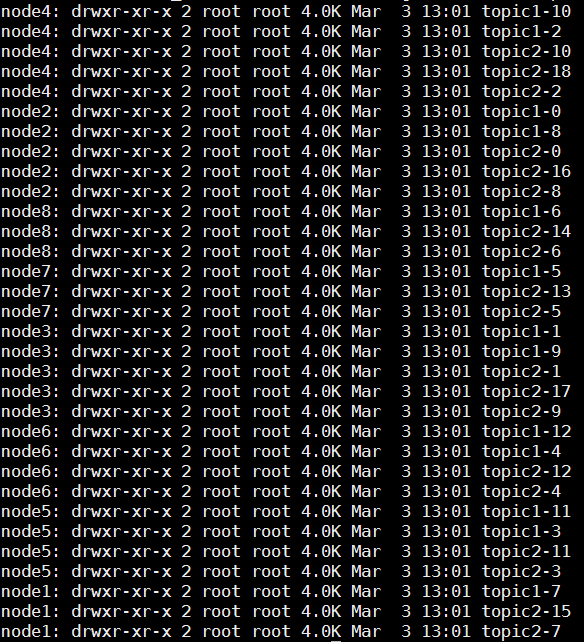 node4: drwxr-xr-x 2 root root 4.0K Mar  3 13:01 topic1-10
node4: drwxr-xr-x 2 root root 4.0K Mar  3 13:01 topic1-2
node4: drwxr-xr-x 2 root root 4.0K Mar  3 13:01 topic2-10
node4: drwxr-xr-x 2 root root 4.0K Mar  3 13:01 topic2-18
node4: drwxr-xr-x 2 root root 4.0K Mar  3 13:01 topic2-2
node2: drwxr-xr-x 2 root root 4.0K Mar  3 13:01 topic1-0
node2: drwxr-xr-x 2 root root 4.0K Mar  3 13:01 topic1-8
node2: drwxr-xr-x 2 root root 4.0K Mar  3 13:01 topic2-0
node2: drwxr-xr-x 2 root root 4.0K Mar  3 13:01 topic2-16
node2: drwxr-xr-x 2 root root 4.0K Mar  3 13:01 topic2-8
node8: drwxr-xr-x 2 root root 4.0K Mar  3 13:01 topic1-6
node8: drwxr-xr-x 2 root root 4.0K Mar  3 13:01 topic2-14
node8: drwxr-xr-x 2 root root 4.0K Mar  3 13:01 topic2-6
node7: drwxr-xr-x 2 root root 4.0K Mar  3 13:01 topic1-5
node7: drwxr-xr-x 2 root root 4.0K Mar  3 13:01 topic2-13
node7: drwxr-xr-x 2 root root 4.0K Mar  3 13:01 topic2-5
node3: drwxr-xr-x 2 root root 4.0K Mar  3 13:01 topic1-1
node3: drwxr-xr-x 2 root root 4.0K Mar  3 13:01 topic1-9
node3: drwxr-xr-x 2 root root 4.0K Mar  3 13:01 topic2-1
node3: drwxr-xr-x 2 root root 4.0K Mar  3 13:01 topic2-17
node3: drwxr-xr-x 2 root root 4.0K Mar  3 13:01 topic2-9
node6: drwxr-xr-x 2 root root 4.0K Mar  3 13:01 topic1-12
node6: drwxr-xr-x 2 root root 4.0K Mar  3 13:01 topic1-4
node6: drwxr-xr-x 2 root root 4.0K Mar  3 13:01 topic2-12
node6: drwxr-xr-x 2 root root 4.0K Mar  3 13:01 topic2-4
node5: drwxr-xr-x 2 root root 4.0K Mar  3 13:01 topic1-11
node5: drwxr-xr-x 2 root root 4.0K Mar  3 13:01 topic1-3
node5: drwxr-xr-x 2 root root 4.0K Mar  3 13:01 topic2-11
node5: drwxr-xr-x 2 root root 4.0K Mar  3 13:01 topic2-3
node1: drwxr-xr-x 2 root root 4.0K Mar  3 13:01 topic1-7
node1: drwxr-xr-x 2 root root 4.0K Mar  3 13:01 topic2-15
node1: drwxr-xr-x 2 root root 4.0K Mar  3 13:01 topic2-7